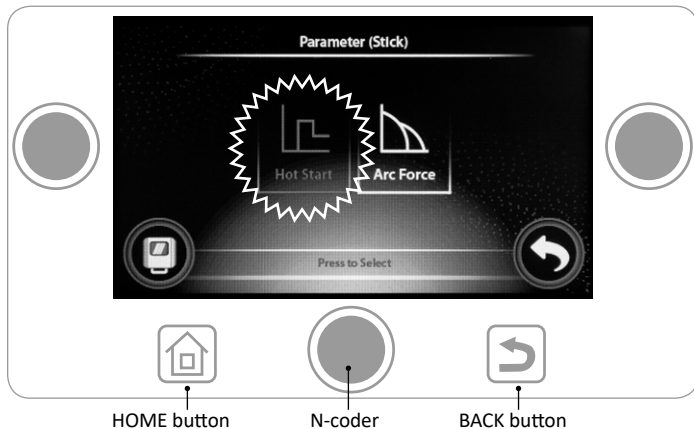 Parameter (Stick)
Hot Start
Arc Force
Press to Select
HOME button
N-coder
BACK button